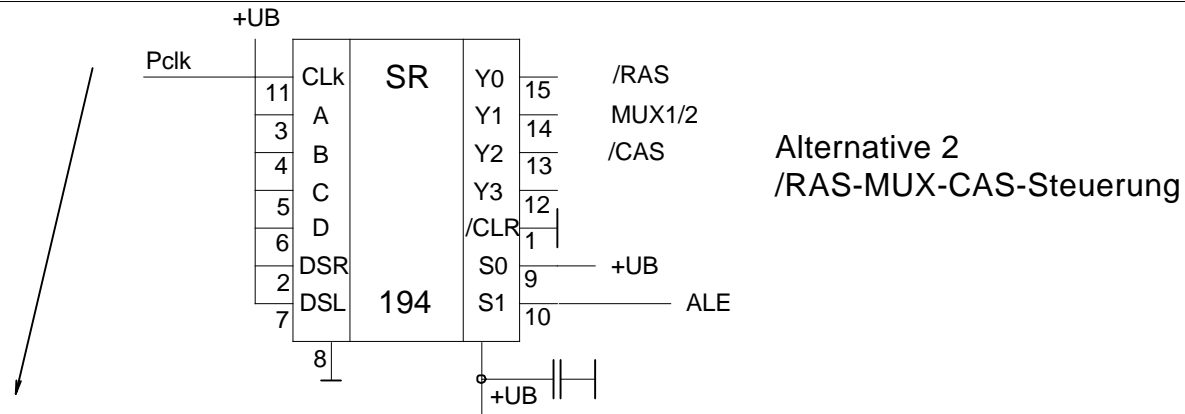 +UB
Pclk
CLk SR Y0 /RAS
11 15
A Y1 MUX1/2
3 14
B Y2 /CAS
4 13
C Y3
5 12
D /CLR
6 1
DSR S0 +UB
2 9
DSL 194 S1 ALE
7 10
8
+UB
Alternative 2
/RAS-MUX-CAS-Steuerung